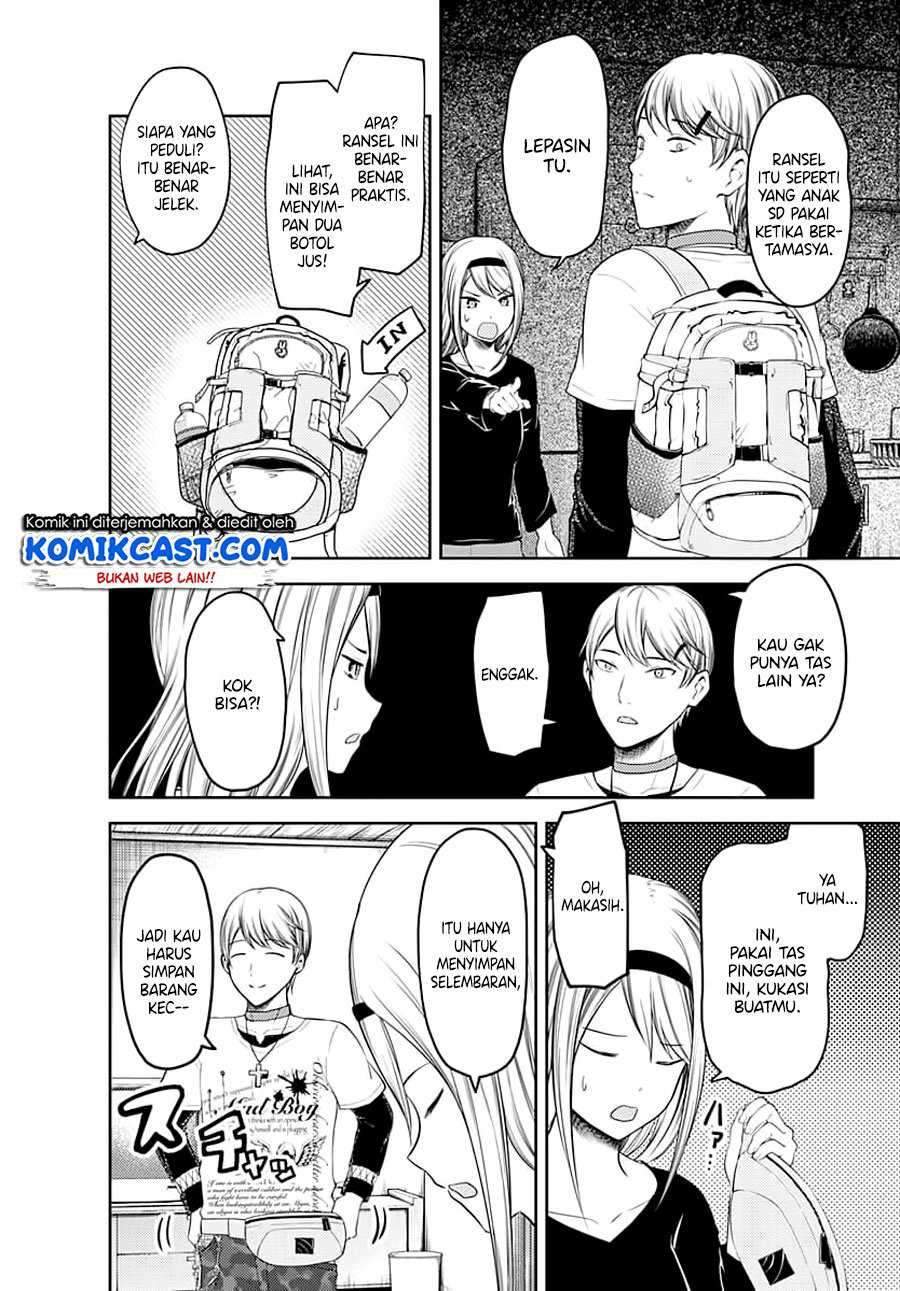 RANSEL
ITU SEPERTI
YANG ANAK
SD PAKAI
KETIKA BER-
TAMASYA.
LEPASIN
TU.
APA?
RANSEL INI
BENAR-
BENAR
PRAKTIS.
LIHAT,
INI BISA
MENYIM-
PAN DUA
BOTOL
JUS!
SIAPA YANG
PEDULI?
ITU BENAR-
BENAR
JELEK.
IN
Komik ini diterjemahkan & diedit oleh
KOMIKCAST.COM
BUKAN WEB LAIN!!
KAU GAK
PUNYA TAS
LAIN YA?
ENGGAK.
KOK
BISA?!
YA
TUHAN...
INI,
PAKAI TAS
PINGGANG
INI, KUKASI
BUATMU.
OH,
MAKASIH.
ハ?…
ITU HANYA
UNTUK
MENYIMPAN
SELEMBARAN,
JADI KAU
HARUS
SIMPAN
BARANG
KEC--
スチャッ
Bad Boy